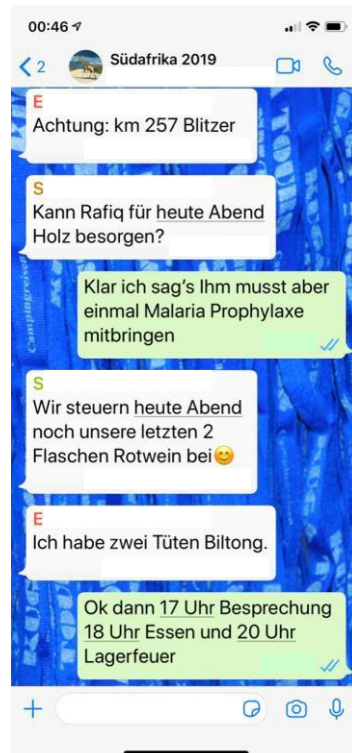 00:46
2
Südafrika 2019
E
Achtung: km 257 Blitzer
S
Kann Rafiq für heute Abend
Holz besorgen?
Klar ich sag's Ihm musst aber
einmal Malaria Prophylaxe
mitbringen
S
Wir steuern heute Abend
noch unsere letzten 2
Flaschen Rotwein bei😊
E
Ich habe zwei Tüten Biltong.
Ok dann 17 Uhr Besprechung
18 Uhr Essen und 20 Uhr
Lagerfeuer